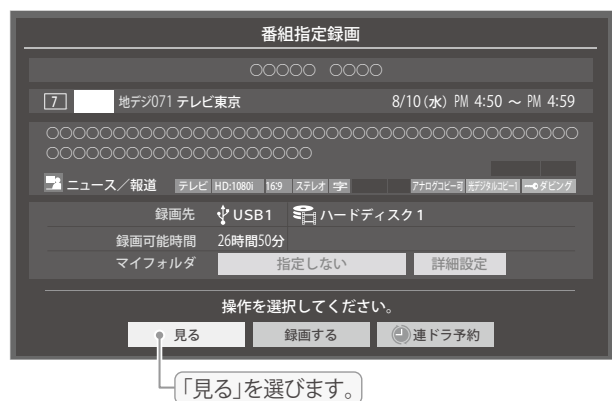 番組指定録画
○○○○○ ○○○○
7 地デジ071 テレビ東京 8/10(水) PM 4:50 ～ PM 4:59
○○○○○○○○○○○○○○○○○○○○○○○○○○○○○○○○○○○○○○○○
○○○○○○○○○○○○○○○○○○○○
ニュース／報道 テレビ HD:1080i 16:9 ステレオ 字 アナログコピー可 光デジタルコピー1 ダビング
録画先 USB1 ハードディスク1
録画可能時間 26時間50分
マイフォルダ 指定しない 詳細設定
操作を選択してください。
見る 録画する 連ドラ予約
「見る」を選びます。